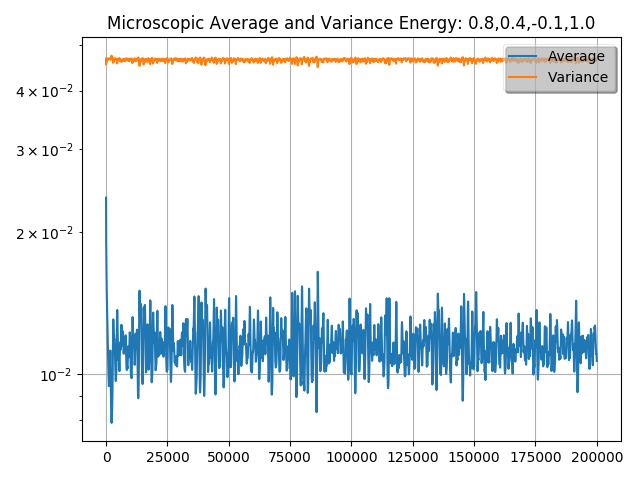 Microscopic Average and Variance Energy: 0.8,0.4,-0.1,1.0
Average
Variance
4 × 10⁻²
3 × 10⁻²
2 × 10⁻²
10⁻²
0 25000 50000 75000 100000 125000 150000 175000 200000